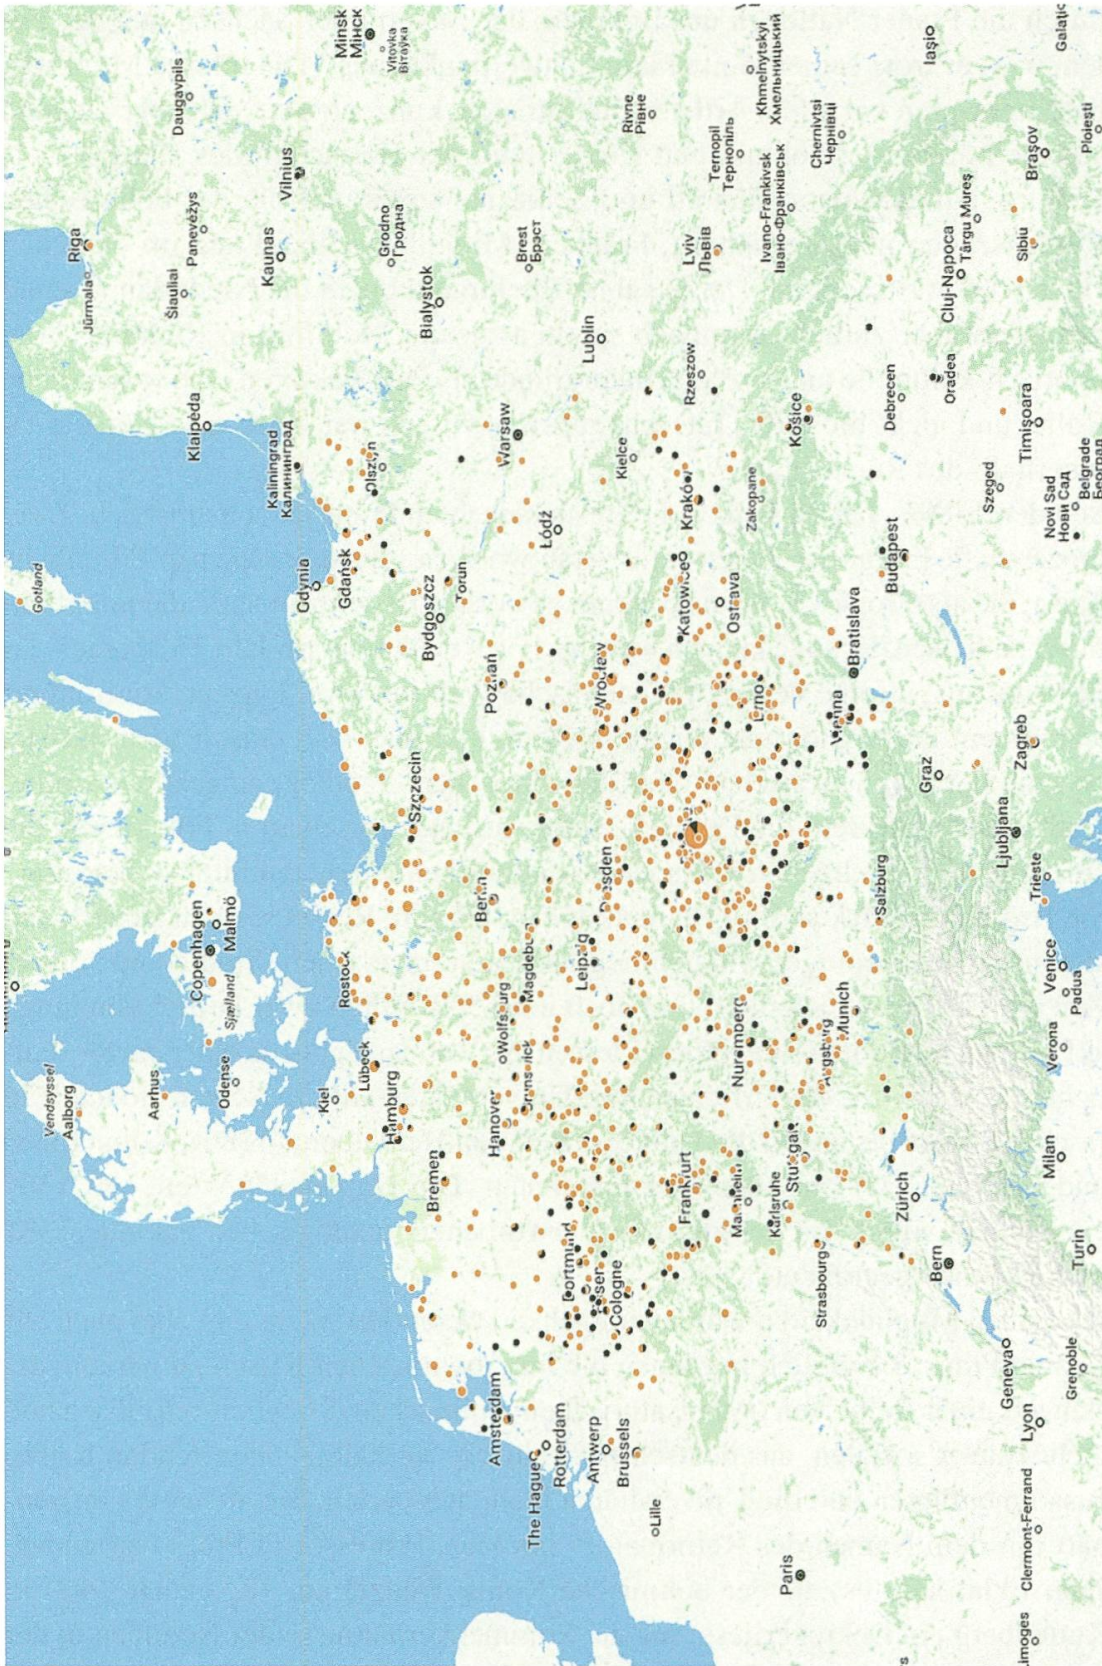 Gotland
Vendsyssel
Aalborg
Riga
Jūrmala
Aarhus
Šiauliai
Daugavpils
Panevėžys
Klaipėda
Copenhagen
Malmö
Sjælland
Odense
Kaunas
Vilnius
Kaliningrad
Калининград
Minsk
Мінск
Vitovka
Вітаўка
Kiel
Rostock
Gdynia
Gdańsk
Lübeck
Olsztyn
Grodno
Гродна
Hamburg
Szczecin
Białystok
Bremen
Bydgoszcz
Toruń
Berlin
Amsterdam
Hanover
Wolfsburg
Poznań
Warsaw
Brunswick
Magdeburg
Brest
Брэст
The Hague
Rotterdam
Łódź
Dortmund
Leipzig
Lublin
Antwerp
Essen
Dresden
Wrocław
Brussels
Cologne
Kielce
Rivne
Рівне
Lille
Frankfurt
Katowice
Kraków
Rzeszow
Lviv
Львів
Ternopil
Тернопіль
Mannheim
Nuremberg
Ostrava
Zakopane
Khmelnytskyi
Хмельницький
Karlsruhe
Brno
Ivano-Frankivsk
Івано-Франківськ
Paris
Stuttgart
Košice
Chernivtsi
Чернівці
Strasbourg
Augsburg
Munich
Vienna
Bratislava
Salzburg
Budapest
Debrecen
Zürich
Bern
Graz
Oradea
Cluj-Napoca
Târgu Mureș
Iașio
Geneva
Ljubljana
Zagreb
Szeged
Timișoara
Sibiu
Brașov
Clermont-Ferrand
Lyon
Milan
Venice
Trieste
Novi Sad
Нови Сад
imoges
Grenoble
Turin
Verona
Padua
Belgrade
Београд
Ploiești
Galați